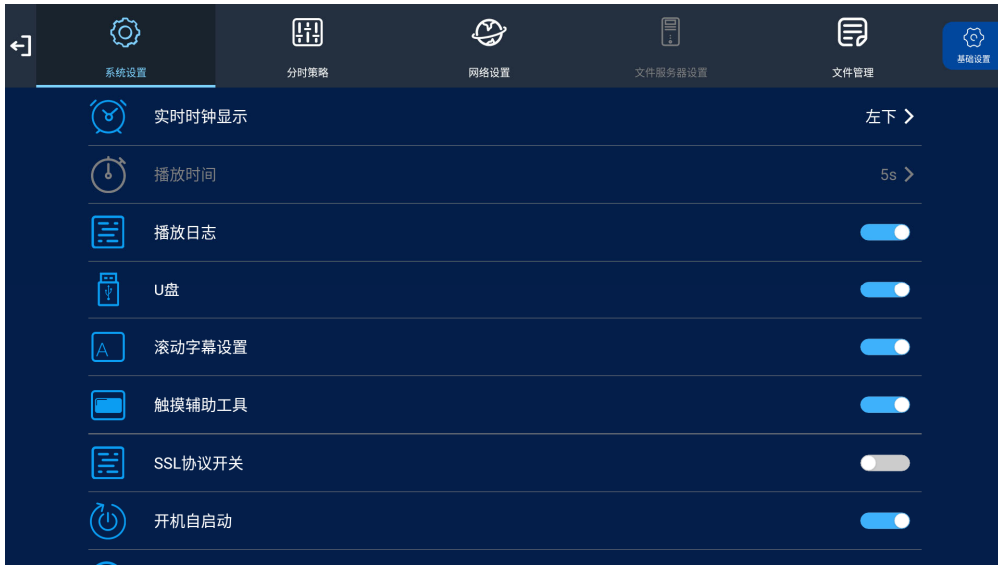 系统设置
分时策略
网络设置
文件服务器设置
文件管理
基础设置
实时时钟显示 左下
播放时间 5s
播放日志
U盘
滚动字幕设置
A
触摸辅助工具
SSL协议开关
开机自启动